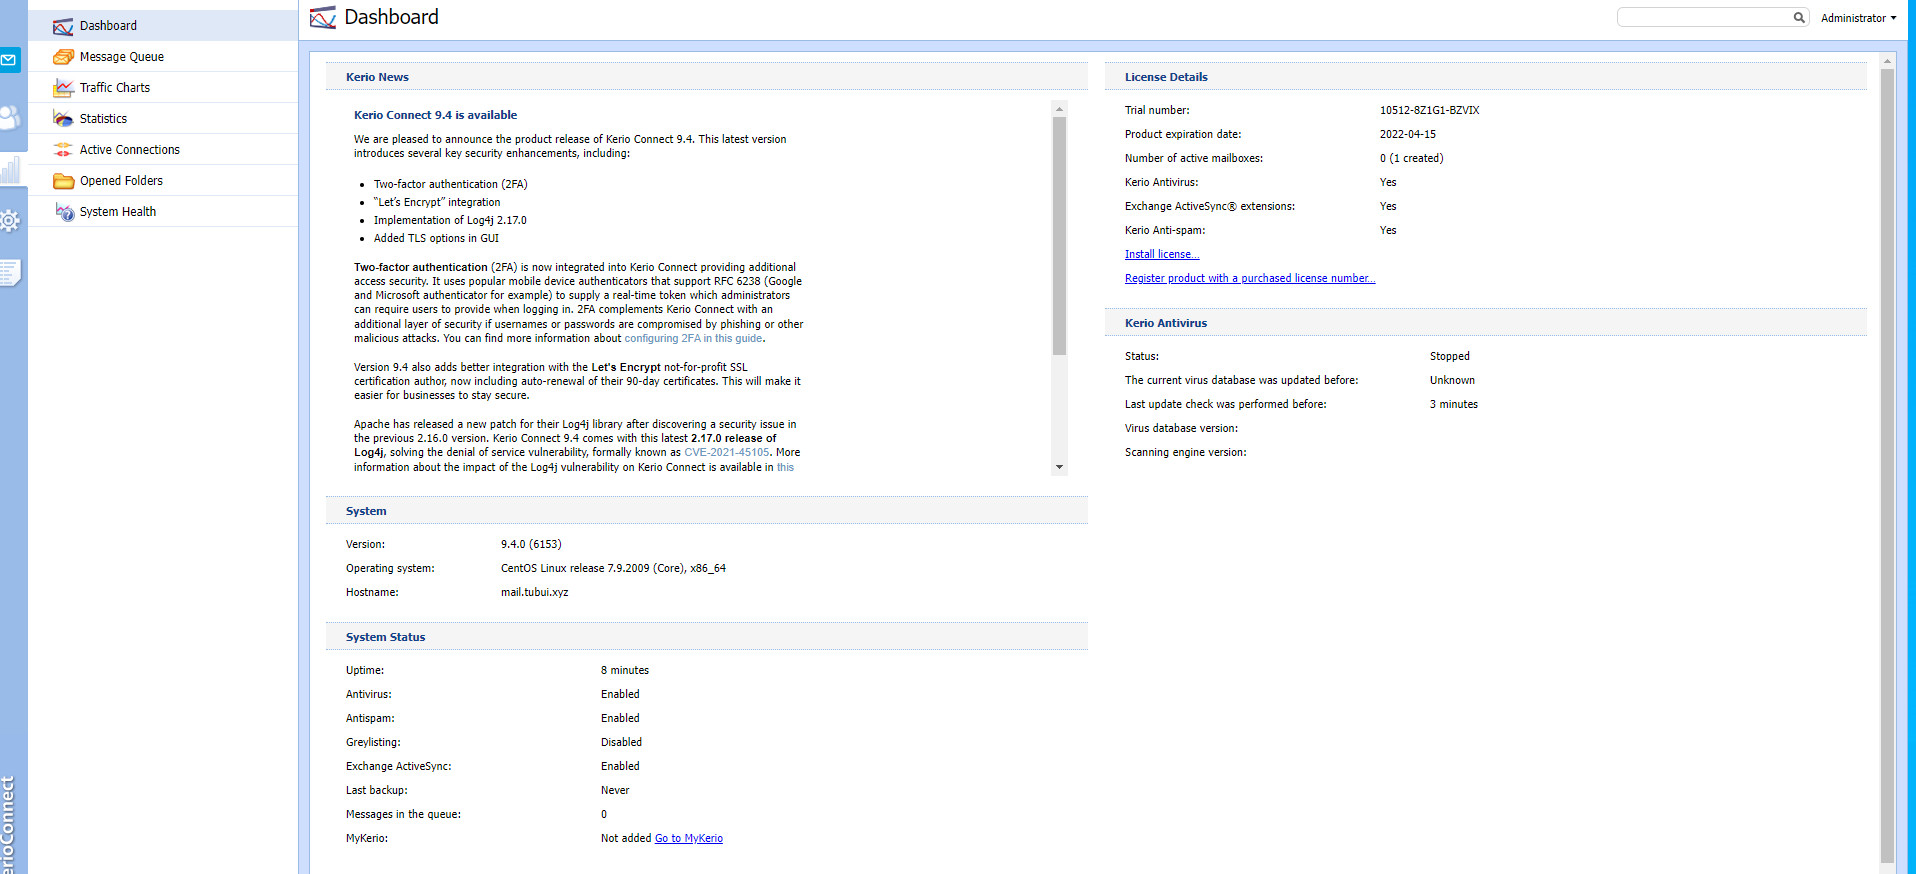 Dashboard
Message Queue
Traffic Charts
Statistics
Active Connections
Opened Folders
System Health
Dashboard
Administrator
Kerio News
Kerio Connect 9.4 is available
We are pleased to announce the product release of Kerio Connect 9.4. This latest version
introduces several key security enhancements, including:
• Two-factor authentication (2FA)
• "Let's Encrypt" integration
• Implementation of Log4j 2.17.0
• Added TLS options in GUI
Two-factor authentication (2FA) is now integrated into Kerio Connect providing additional
access security. It uses popular mobile device authenticators that support RFC 6238 (Google
and Microsoft authenticator for example) to supply a real-time token which administrators
can require users to provide when logging in. 2FA complements Kerio Connect with an
additional layer of security if usernames or passwords are compromised by phishing or other
malicious attacks. You can find more information about configuring 2FA in this guide.
Version 9.4 also adds better integration with the Let's Encrypt not-for-profit SSL
certification author, now including auto-renewal of their 90-day certificates. This will make it
easier for businesses to stay secure.
Apache has released a new patch for their Log4j library after discovering a security issue in
the previous 2.16.0 version. Kerio Connect 9.4 comes with this latest 2.17.0 release of
Log4j, solving the denial of service vulnerability, formally known as CVE-2021-45105. More
information about the impact of the Log4j vulnerability on Kerio Connect is available in this
System
Version: 9.4.0 (6153)
Operating system: CentOS Linux release 7.9.2009 (Core), x86_64
Hostname: mail.tubui.xyz
System Status
Uptime: 8 minutes
Antivirus: Enabled
Antispam: Enabled
Greylisting: Disabled
Exchange ActiveSync: Enabled
Last backup: Never
Messages in the queue: 0
MyKerio: Not added Go to MyKerio
License Details
Trial number: 10512-8Z1G1-BZVIX
Product expiration date: 2022-04-15
Number of active mailboxes: 0 (1 created)
Kerio Antivirus: Yes
Exchange ActiveSync® extensions: Yes
Kerio Anti-spam: Yes
Install license...
Register product with a purchased license number...
Kerio Antivirus
Status: Stopped
The current virus database was updated before: Unknown
Last update check was performed before: 3 minutes
Virus database version:
Scanning engine version:
erioConnect